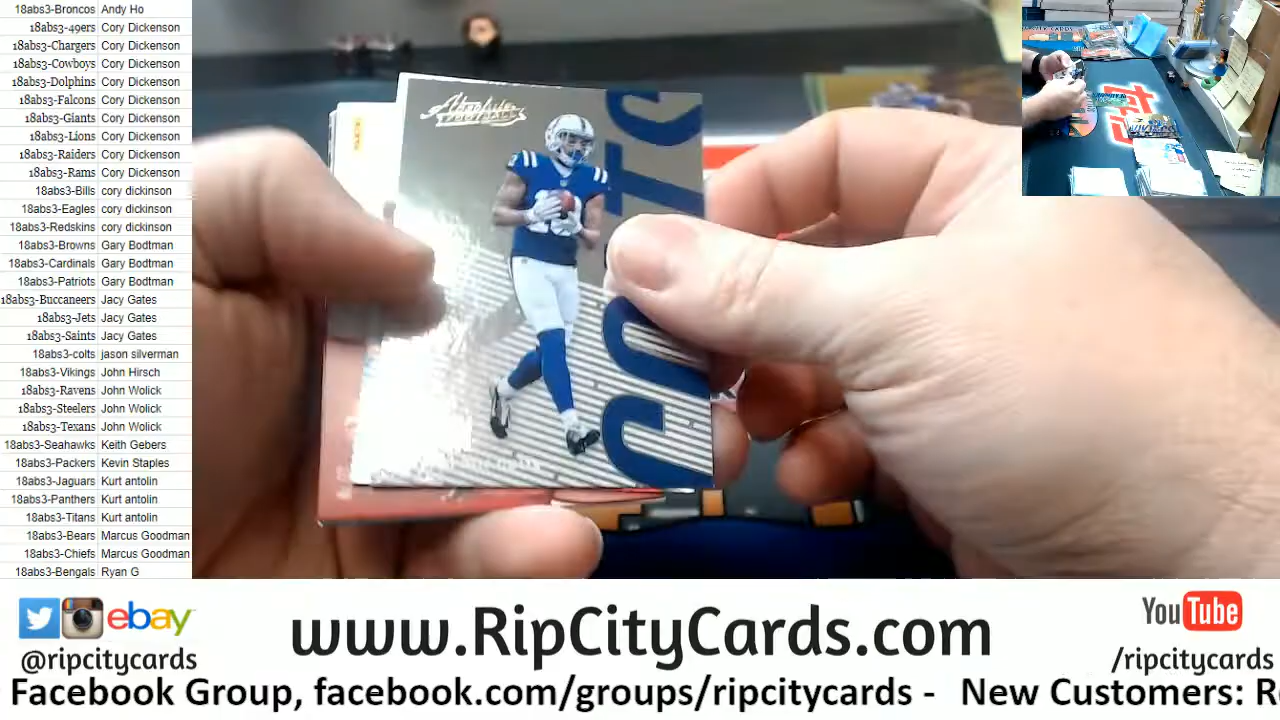 18abs3-Broncos Andy Ho
18abs3-49ers Cory Dickenson
18abs3-Chargers Cory Dickenson
18abs3-Cowboys Cory Dickenson
18abs3-Dolphins Cory Dickenson
18abs3-Falcons Cory Dickenson
18abs3-Giants Cory Dickenson
18abs3-Lions Cory Dickenson
18abs3-Raiders Cory Dickenson
18abs3-Rams Cory Dickenson
18abs3-Bills cory dickinson
18abs3-Eagles cory dickinson
18abs3-Redskins cory dickinson
18abs3-Browns Gary Bodtman
18abs3-Cardinals Gary Bodtman
18abs3-Patriots Gary Bodtman
18abs3-Buccaneers Jacy Gates
18abs3-Jets Jacy Gates
18abs3-Saints Jacy Gates
18abs3-colts jason silverman
18abs3-Vikings John Hirsch
18abs3-Ravens John Wolick
18abs3-Steelers John Wolick
18abs3-Texans John Wolick
18abs3-Seahawks Keith Gebers
18abs3-Packers Kevin Staples
18abs3-Jaguars Kurt antolin
18abs3-Panthers Kurt antolin
18abs3-Titans Kurt antolin
18abs3-Bears Marcus Goodman
18abs3-Chiefs Marcus Goodman
18abs3-Bengals Ryan G
Absolute
Football
ebay
@ripcitycards
www.RipCityCards.com
YouTube
/ripcitycards
Facebook Group, facebook.com/groups/ripcitycards - New Customers: